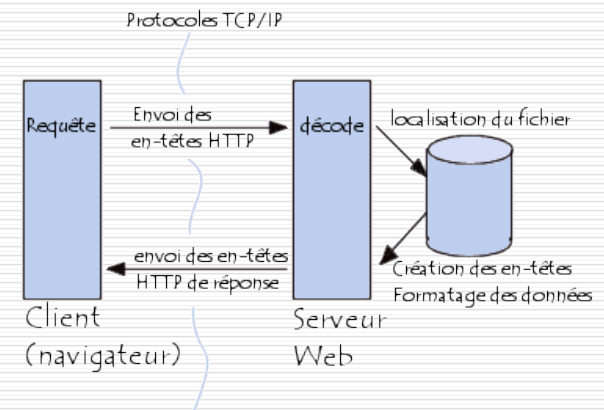 Protocoles TCP/IP
Requête
Envoi des
en-têtes HTTP
décode
localisation du fichier
envoi des en-têtes
HTTP de réponse
Création des en-têtes
Formatage des données
Client
(navigateur)
Serveur
Web